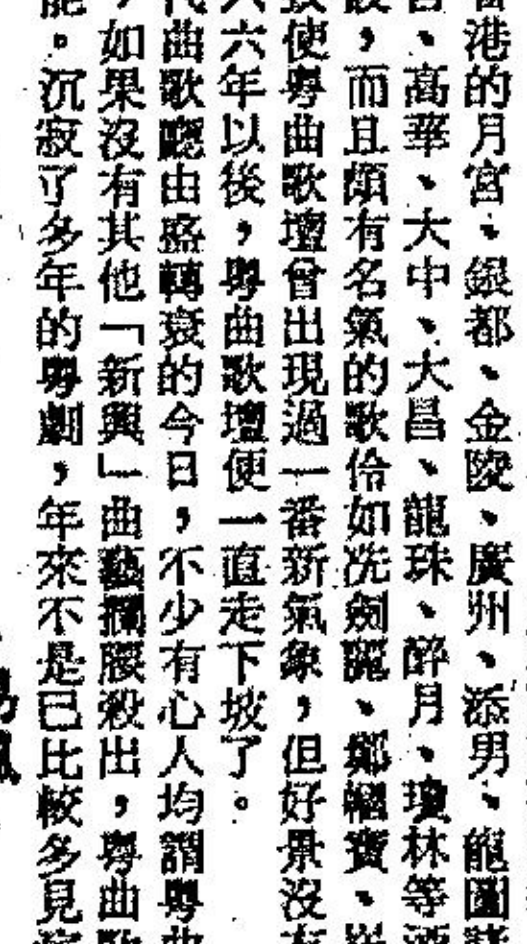 港的月宮、銀都、金陵、廣州、添男、龍圖
、高華、大中、大昌、龍珠、醉月、瓊林等酒
，而且頗有名氣的歌伶如冼劍麗、鄭幗寶、崔
使粵曲歌壇曾出現過一番新氣象，但好景沒有
六年以後，粵曲歌壇便一直走下坡了。
代曲歌廳由盛轉衰的今日，不少有心人均謂粵曲
，如果沒有其他「新興」曲藝攔腰殺出，粵曲歌
能。沉寂了多年的粵劇，年來不是已比較多見